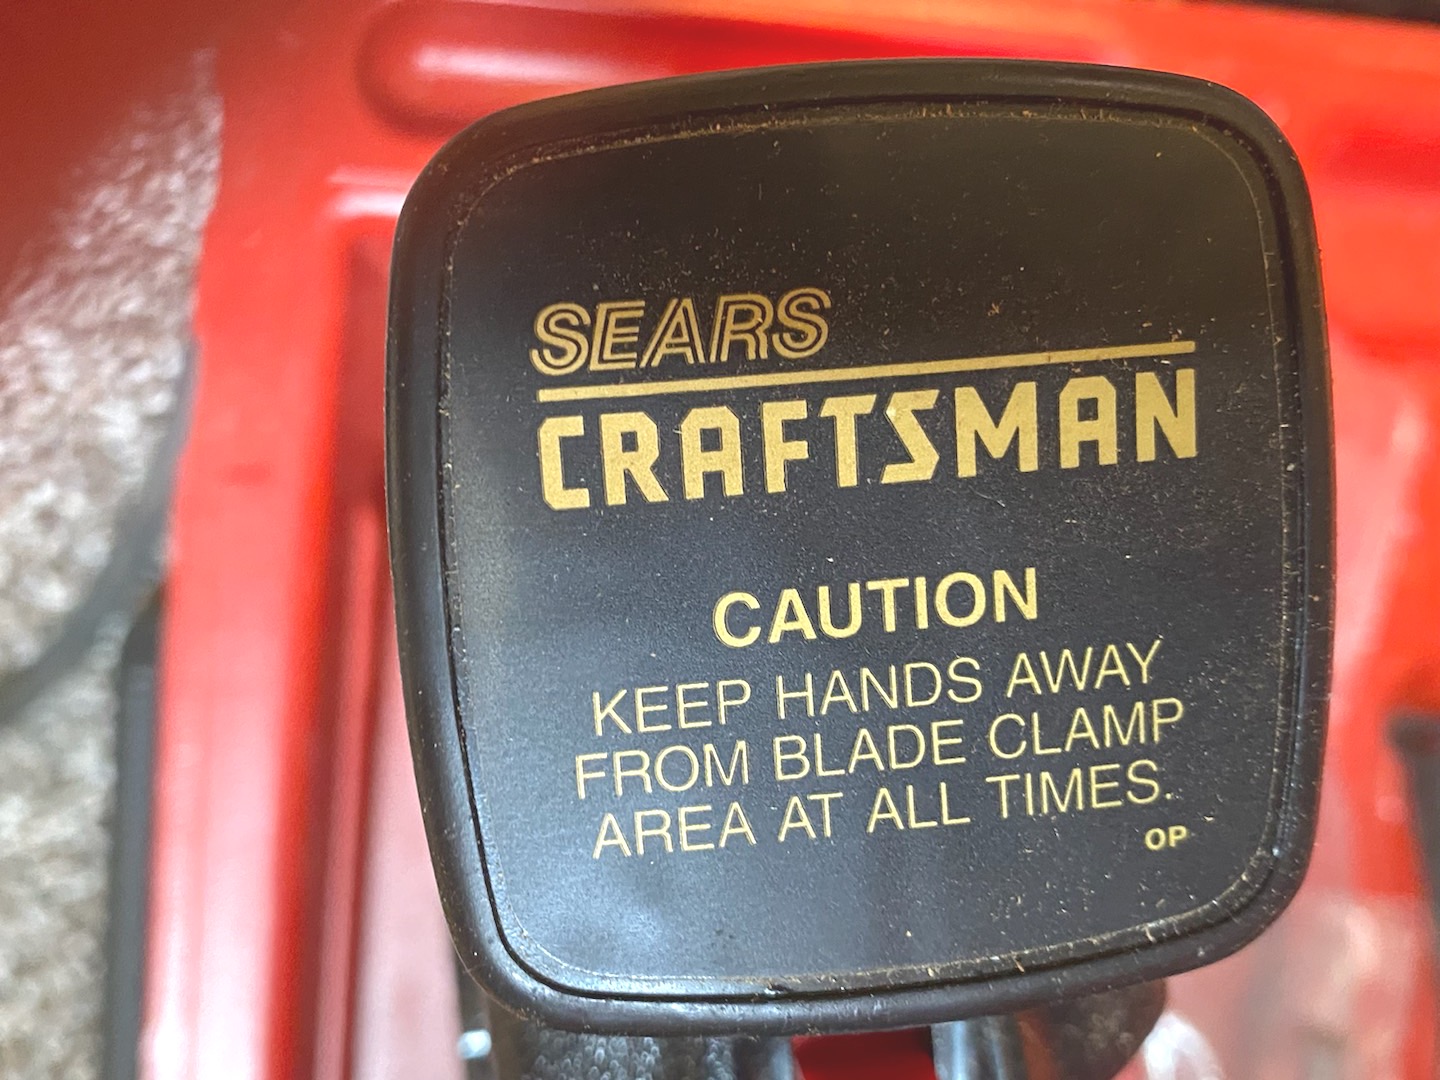 SEARS
CRAFTSMAN
CAUTION
KEEP HANDS AWAY
FROM BLADE CLAMP
AREA AT ALL TIMES.
OP